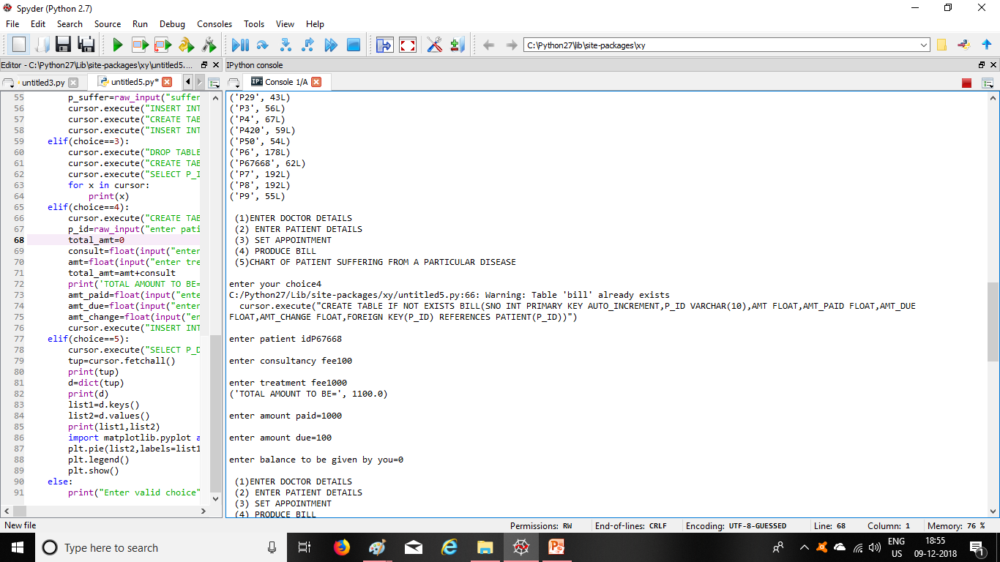 Spyder (Python 2.7)
File Edit Search Source Run Debug Consoles Tools View Help
C:\Python27\lib\site-packages\xy
Editor - C:\Python27\Lib\site-packages\xy\untitled5....
untitled3.py
untitled5.py*
55 p_suffer=raw_input("suffer
56 cursor.execute("INSERT INT
57 cursor.execute("CREATE TAB
58 cursor.execute("INSERT INT
59 elif(choice==3):
60 cursor.execute("DROP TABLE
61 cursor.execute("CREATE TAB
62 cursor.execute("SELECT P_I
63 for x in cursor:
64 print(x)
65 elif(choice==4):
66 cursor.execute("CREATE TAB
67 p_id=raw_input("enter pati
68 total_amt=0
69 consult=float(input("enter
70 amt=float(input("enter tre
71 total_amt=amt+consult
72 print('TOTAL AMOUNT TO BE=
73 amt_paid=float(input("ente
74 amt_due=float(input("enter
75 amt_change=float(input("en
76 cursor.execute("INSERT INT
77 elif(choice==5):
78 cursor.execute("SELECT P_D
79 tup=cursor.fetchall()
80 print(tup)
81 d=dict(tup)
82 print(d)
83 list1=d.keys()
84 list2=d.values()
85 print(list1,list2)
86 import matplotlib.pyplot a
87 plt.pie(list2,labels=list1
88 plt.legend()
89 plt.show()
90 else:
91 print("Enter valid choice"
IPython console
IP: Console 1/A
('P29', 43L)
('P3', 56L)
('P4', 67L)
('P420', 59L)
('P50', 54L)
('P6', 178L)
('P67668', 62L)
('P7', 192L)
('P8', 192L)
('P9', 55L)
(1)ENTER DOCTOR DETAILS
(2) ENTER PATIENT DETAILS
(3) SET APPOINTMENT
(4) PRODUCE BILL
(5)CHART OF PATIENT SUFFERING FROM A PARTICULAR DISEASE
enter your choice4
C:/Python27/Lib/site-packages/xy/untitled5.py:66: Warning: Table 'bill' already exists
cursor.execute("CREATE TABLE IF NOT EXISTS BILL(SNO INT PRIMARY KEY AUTO_INCREMENT,P_ID VARCHAR(10),AMT FLOAT,AMT_PAID FLOAT,AMT_DUE
FLOAT,AMT_CHANGE FLOAT,FOREIGN KEY(P_ID) REFERENCES PATIENT(P_ID))")
enter patient idP67668
enter consultancy fee100
enter treatment fee1000
('TOTAL AMOUNT TO BE=', 1100.0)
enter amount paid=1000
enter amount due=100
enter balance to be given by you=0
(1)ENTER DOCTOR DETAILS
(2) ENTER PATIENT DETAILS
(3) SET APPOINTMENT
(4) PRODUCE BILL
New file
Permissions: RW End-of-lines: CRLF Encoding: UTF-8-GUESSED Line: 68 Column: 1 Memory: 76 %
Type here to search
ENG
US
18:55
09-12-2018
1